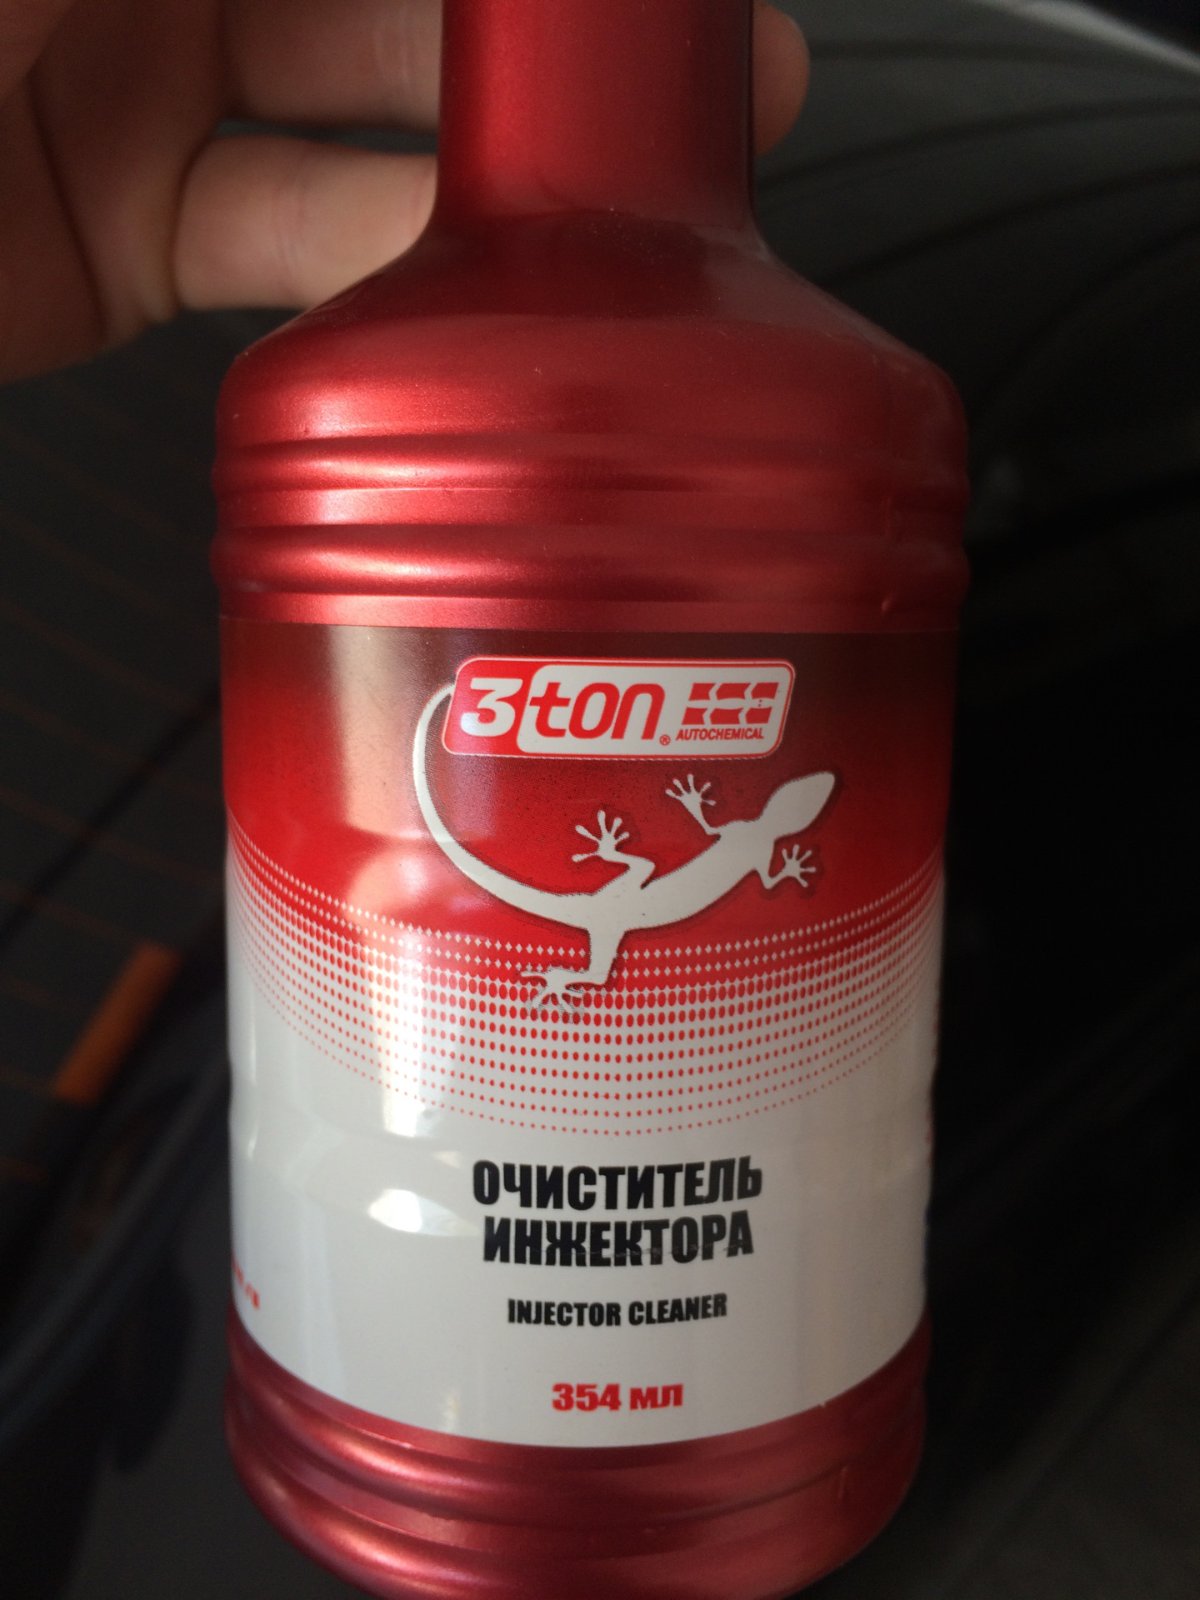 3ton®
AUTOCHEMICAL
ОЧИСТИТЕЛЬ
ИНЖЕКТОРА
INJECTOR CLEANER
354 мл